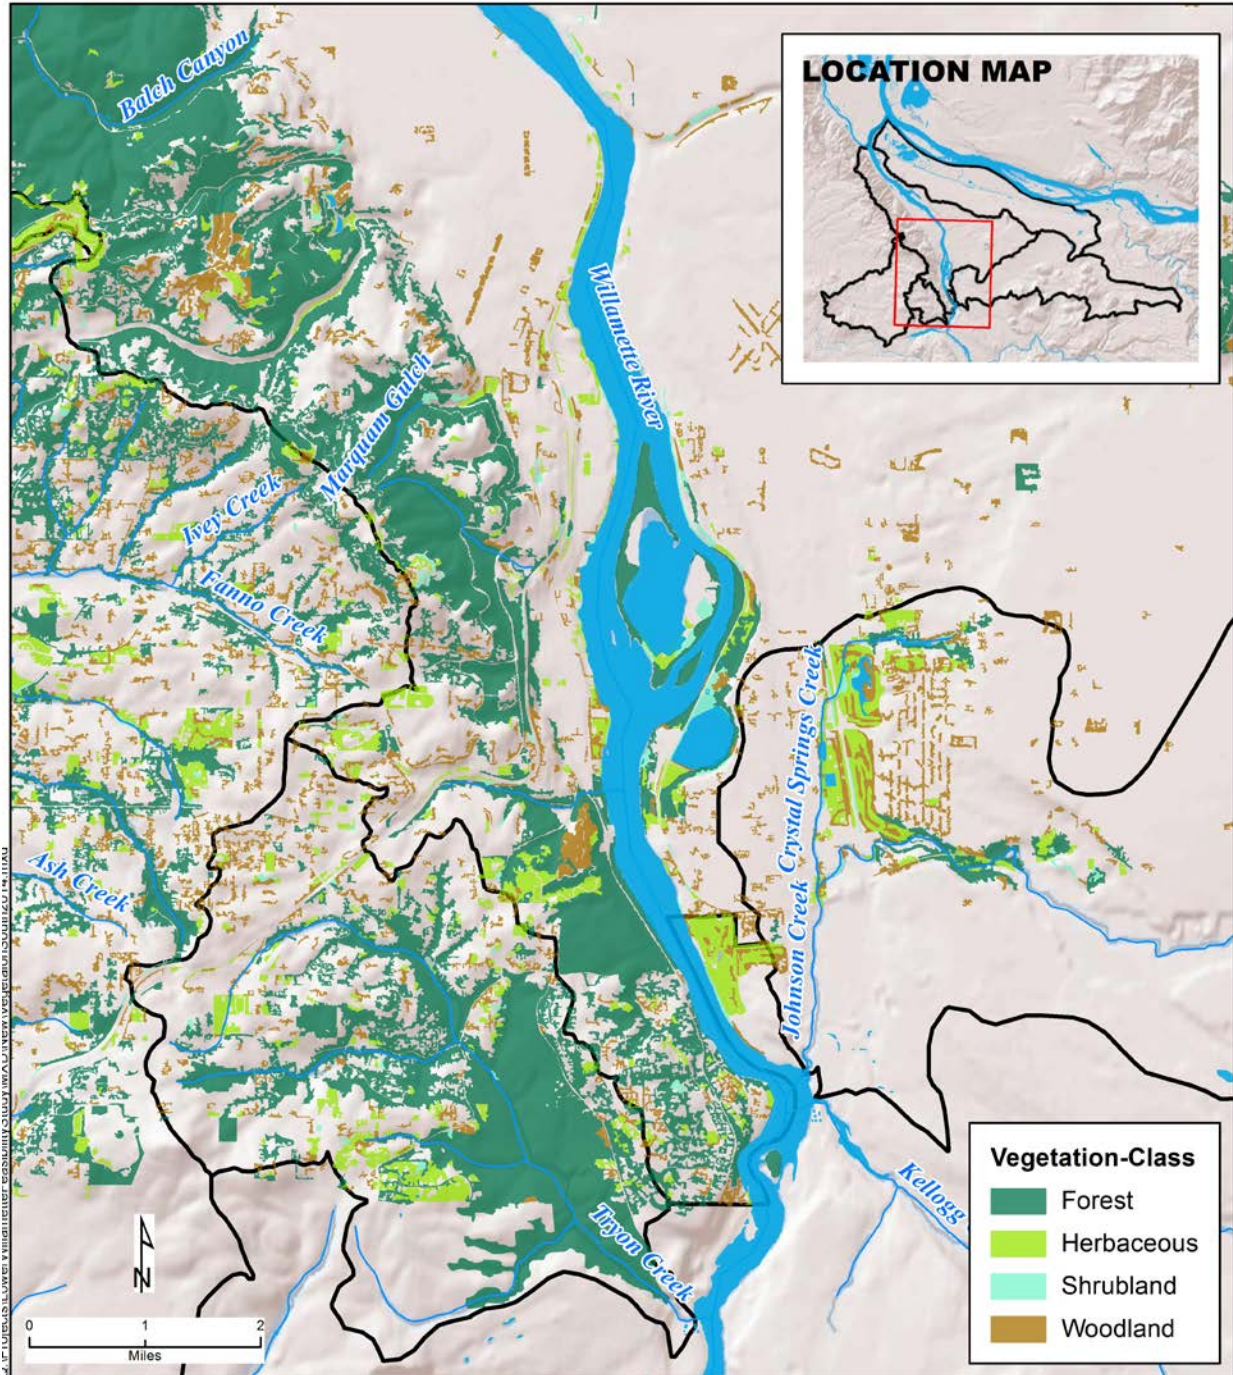 Balch Canyon
LOCATION MAP
Willamette River
Marquam Gulch
Ivey Creek
Fanno Creek
Crystal Springs Creek
Ash Creek
Johnson Creek
Kellogg
Tryon Creek
N
0 1 2
Miles
Vegetation-Class
Forest
Herbaceous
Shrubland
Woodland